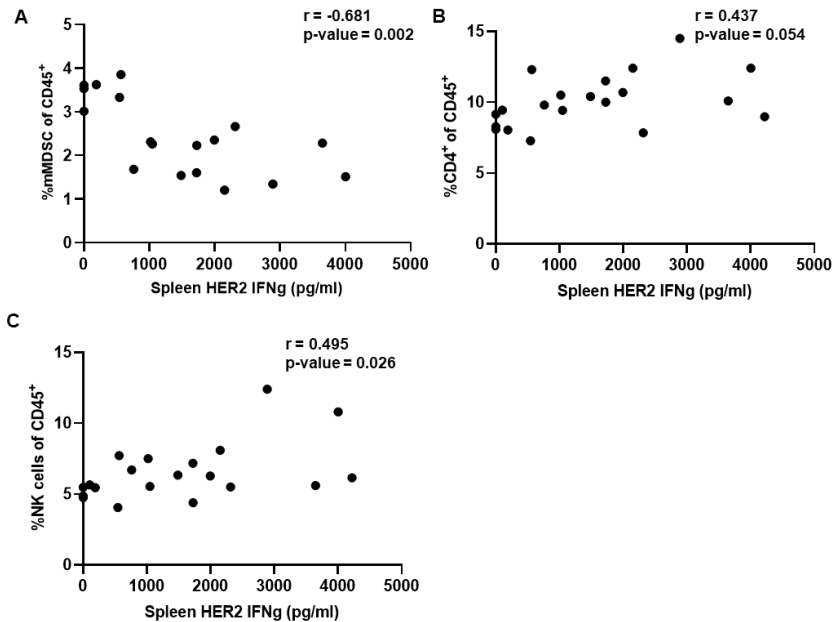 A
r = -0.681
p-value = 0.002
5
4
3
2
1
0
%mMDSC of CD45+
0 1000 2000 3000 4000 5000
Spleen HER2 IFNg (pg/ml)
B
r = 0.437
p-value = 0.054
15
10
5
0
%CD4+ of CD45+
0 1000 2000 3000 4000 5000
Spleen HER2 IFNg (pg/ml)
C
r = 0.495
p-value = 0.026
15
10
5
0
%NK cells of CD45+
0 1000 2000 3000 4000 5000
Spleen HER2 IFNg (pg/ml)